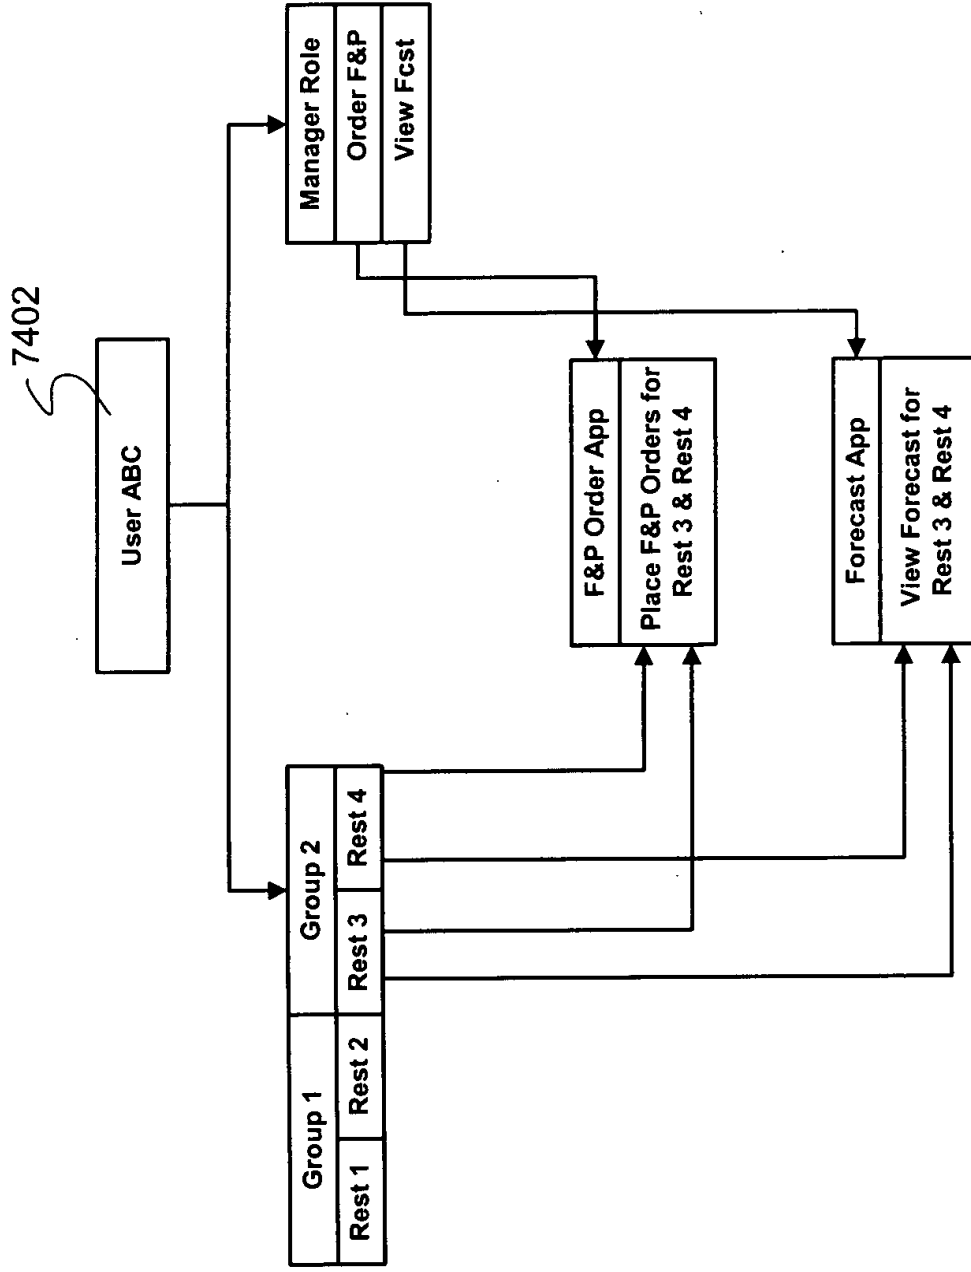 7402
User ABC
Group 1
Group 2
Rest 1
Rest 2
Rest 3
Rest 4
Manager Role
Order F&P
View Fcst
F&P Order App
Place F&P Orders for
Rest 3 & Rest 4
Forecast App
View Forecast for
Rest 3 & Rest 4